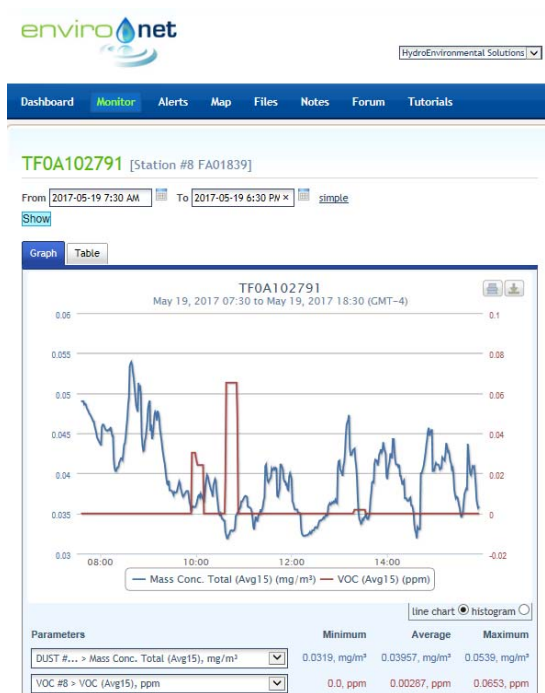 enviro net
HydroEnvironmental Solutions
Dashboard Monitor Alerts Map Files Notes Forum Tutorials
TF0A102791 [Station #8 FA01839]
From 2017-05-19 7:30 AM To 2017-05-19 6:30 PM × simple
Show
Graph Table
TF0A102791
May 19, 2017 07:30 to May 19, 2017 18:30 (GMT-4)
0.06 0.1
0.055 0.08
0.05 0.06
0.045 0.04
0.04 0.02
0.035 0
0.03 -0.02
08:00 10:00 12:00 14:00
Mass Conc. Total (Avg15) (mg/m³) VOC (Avg15) (ppm)
line chart histogram
Parameters Minimum Average Maximum
DUST #... > Mass Conc. Total (Avg15), mg/m³ 0.0319, mg/m³ 0.03957, mg/m³ 0.0539, mg/m³
VOC #8 > VOC (Avg15), ppm 0.0, ppm 0.00287, ppm 0.0653, ppm